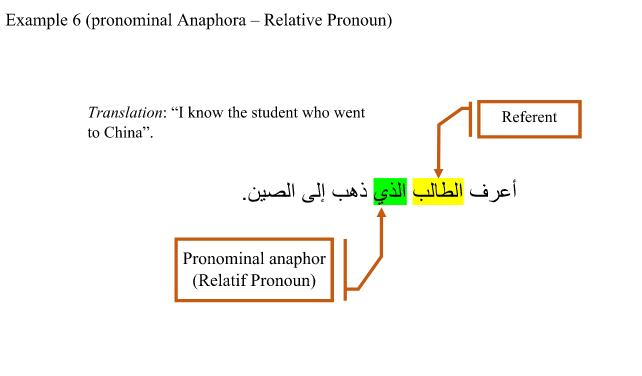 Example 6 (pronominal Anaphora – Relative Pronoun)
Translation: “I know the student who went
to China”.
Referent
أعرف الطالب الذي ذهب إلى الصين.
Pronominal anaphor
(Relatif Pronoun)